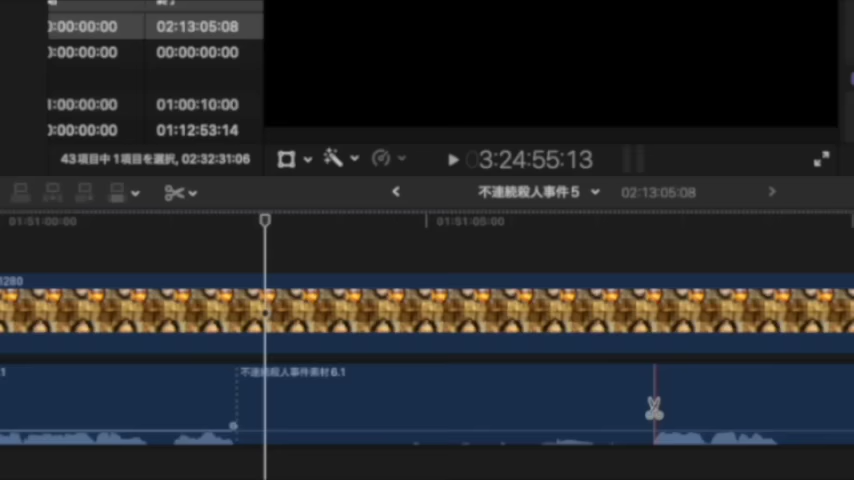 終了
0:00:00:00 02:13:05:08
0:00:00:00 00:00:00:00
1:00:00:00 01:00:10:00
0:00:00:00 01:12:53:14
43項目中 1項目を選択, 02:32:31:06
03:24:55:13
不連続殺人事件5 02:13:05:08
01:51:00:00 01:51:05:00
1280
1 不連続殺人事件素材6.1